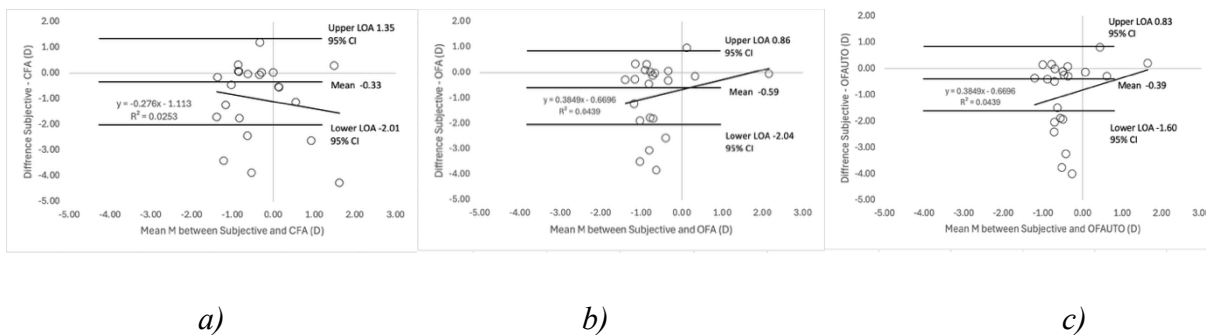 2.00
1.00
0.00
-1.00
-2.00
-3.00
-4.00
-5.00
Diffrence Subjective - CFA (D)
Upper LOA 1.35
95% CI
Mean -0.33
y = -0.276x - 1.113
R² = 0.0253
Lower LOA -2.01
95% CI
-5.00 -4.00 -3.00 -2.00 -1.00 0.00 1.00 2.00 3.00
Mean M between Subjective and CFA (D)
2.00
1.00
0.00
-1.00
-2.00
-3.00
-4.00
-5.00
Difference Subjective - OFA (D)
Upper LOA 0.86
95% CI
Mean -0.59
y = 0.3849x - 0.6696
R² = 0.0439
Lower LOA -2.04
95% CI
-5.00 -4.00 -3.00 -2.00 -1.00 0.00 1.00 2.00 3.00
Mean M between Subjective and OFA (D)
2.00
1.00
0.00
-1.00
-2.00
-3.00
-4.00
-5.00
Difference Subjective - OFAUTO (D)
Upper LOA 0.83
95% CI
Mean -0.39
y = 0.3849x - 0.6696
R² = 0.0439
Lower LOA -1.60
95% CI
-5.00 -4.00 -3.00 -2.00 -1.00 0.00 1.00 2.00 3.00
Mean M between Subjective and OFAUTO (D)
a) b) c)